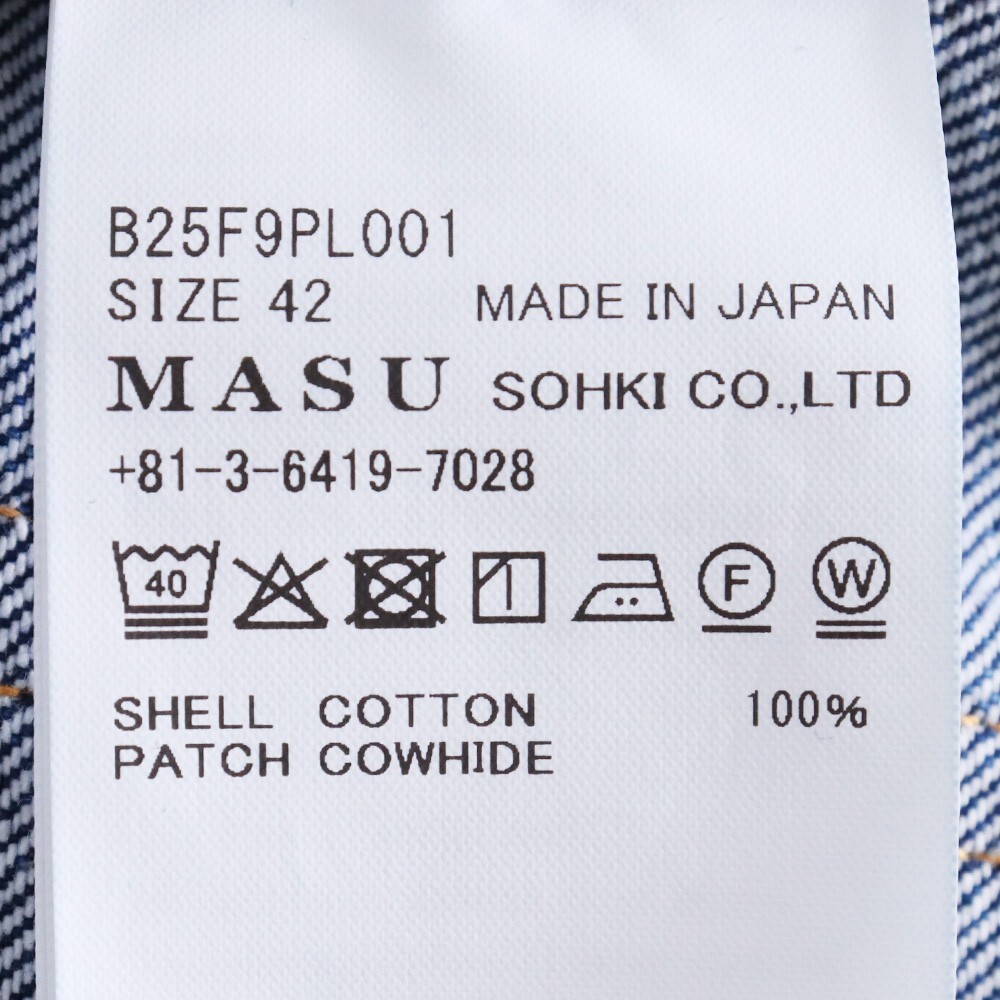 B25F9PL001
SIZE 42 MADE IN JAPAN
MASU SOHKI CO.,LTD
+81-3-6419-7028
40 F W
SHELL COTTON 100%
PATCH COWHIDE